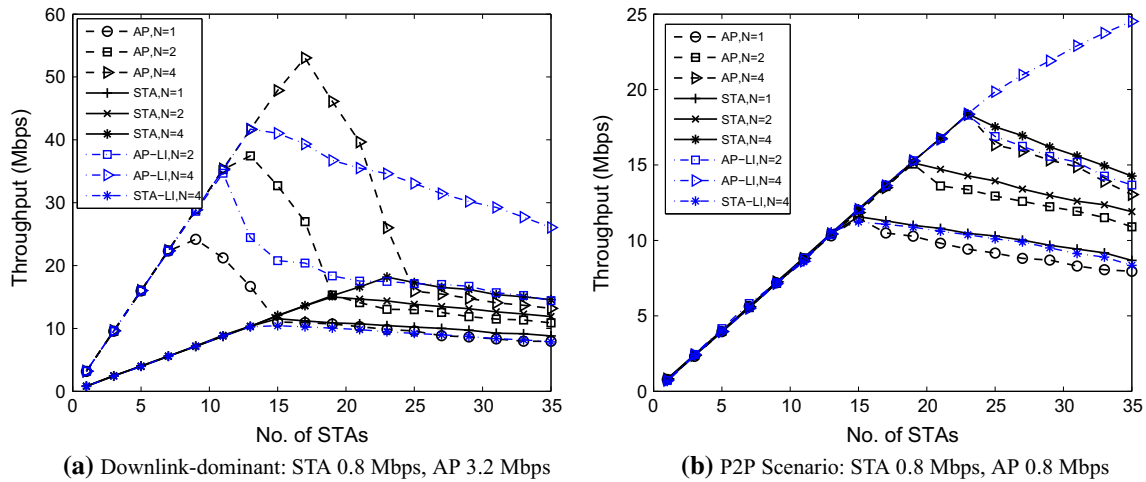 60
50
40
30
20
10
0
0
5
10
15
20
25
30
35
Throughput (Mbps)
No. of STAs
AP,N=1
AP,N=2
AP,N=4
STA,N=1
STA,N=2
STA,N=4
AP−LI,N=2
AP−LI,N=4
STA−LI,N=4
(a) Downlink-dominant: STA 0.8 Mbps, AP 3.2 Mbps
25
20
15
10
5
0
0
5
10
15
20
25
30
35
Throughput (Mbps)
No. of STAs
AP,N=1
AP,N=2
AP,N=4
STA,N=1
STA,N=2
STA,N=4
AP−LI,N=2
AP−LI,N=4
STA−LI,N=4
(b) P2P Scenario: STA 0.8 Mbps, AP 0.8 Mbps